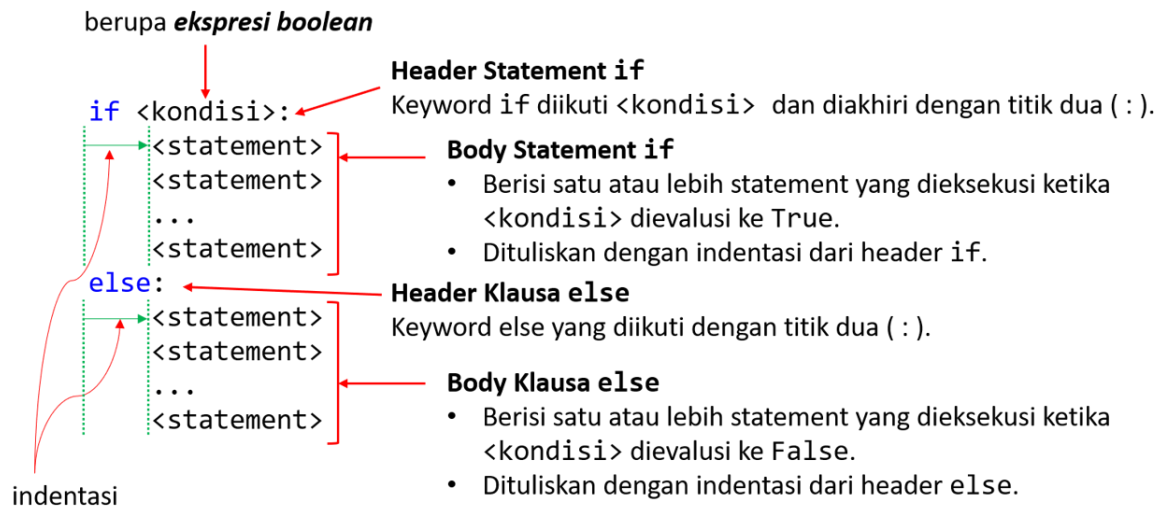 berupa ekspresi boolean
if <kondisi>:
<statement>
<statement>
...
<statement>
else:
<statement>
<statement>
...
<statement>
indentasi
Header Statement if
Keyword if diikuti <kondisi> dan diakhiri dengan titik dua ( : ).
Body Statement if
• Berisi satu atau lebih statement yang dieksekusi ketika
<kondisi> dievalusi ke True.
• Dituliskan dengan indentasi dari header if.
Header Klausa else
Keyword else yang diikuti dengan titik dua ( : ).
Body Klausa else
• Berisi satu atau lebih statement yang dieksekusi ketika
<kondisi> dievalusi ke False.
• Dituliskan dengan indentasi dari header else.